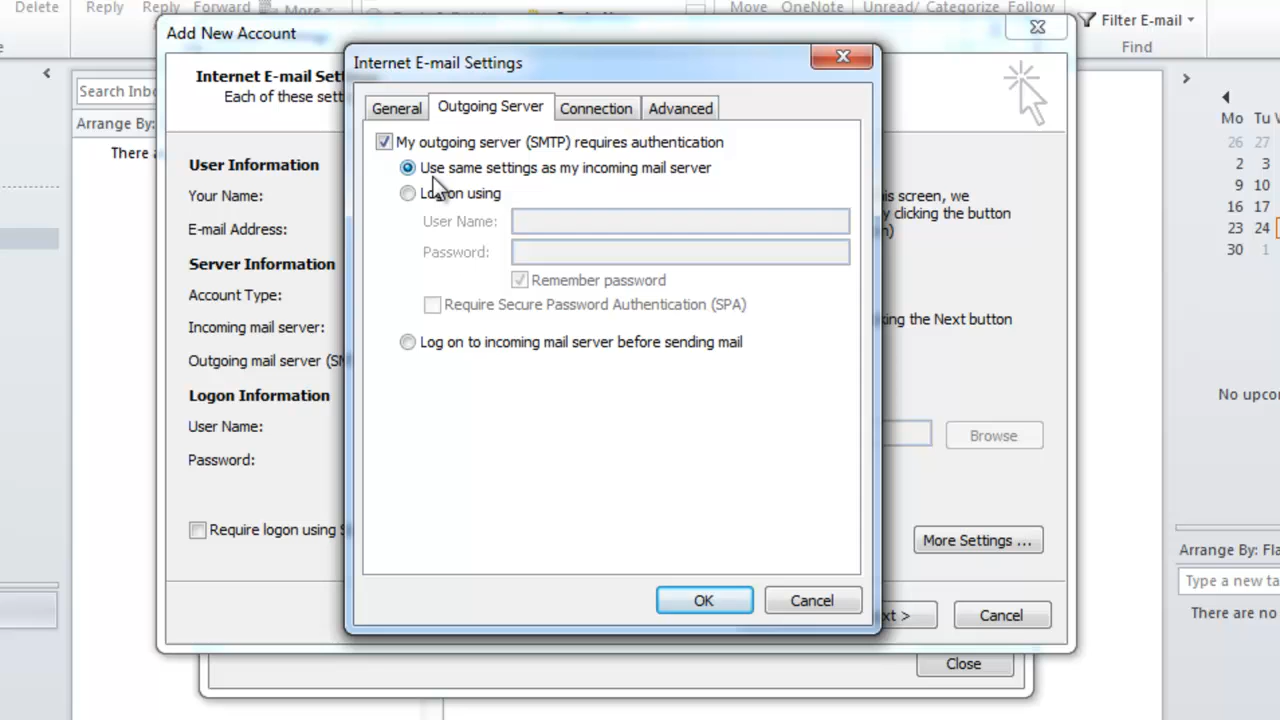 Delete
Reply Reply Forward More
Move OneNote Unread/ Categorize Follow
Filter E-mail
Find
Add New Account
Internet E-mail Set
Each of these sett
Search Inbo
Arrange By:
There a
User Information
Your Name:
E-mail Address:
Server Information
Account Type:
Incoming mail server:
Outgoing mail server (SM
Logon Information
User Name:
Password:
Require logon using S
Internet E-mail Settings
General Outgoing Server Connection Advanced
My outgoing server (SMTP) requires authentication
Use same settings as my incoming mail server
Log on using
User Name:
Password:
Remember password
Require Secure Password Authentication (SPA)
Log on to incoming mail server before sending mail
OK Cancel
is screen, we
y clicking the button
n)
king the Next button
Browse
More Settings ...
xt > Cancel
Close
Mo Tu
26 27
2 3
9 10
16 17
23 24
30 1
No upcor
Arrange By: Fla
Type a new ta
There are no